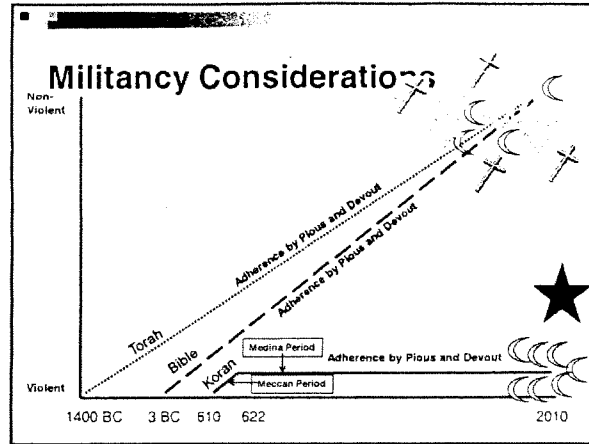 Militancy Considerations
Non-
Violent
Adherence by Pious and Devout
Adherence by Pious and Devout
Torah
Bible
Koran
Medina Period
Adherence by Pious and Devout
Meccan Period
Violent
1400 BC 3 BC 610 622 2010